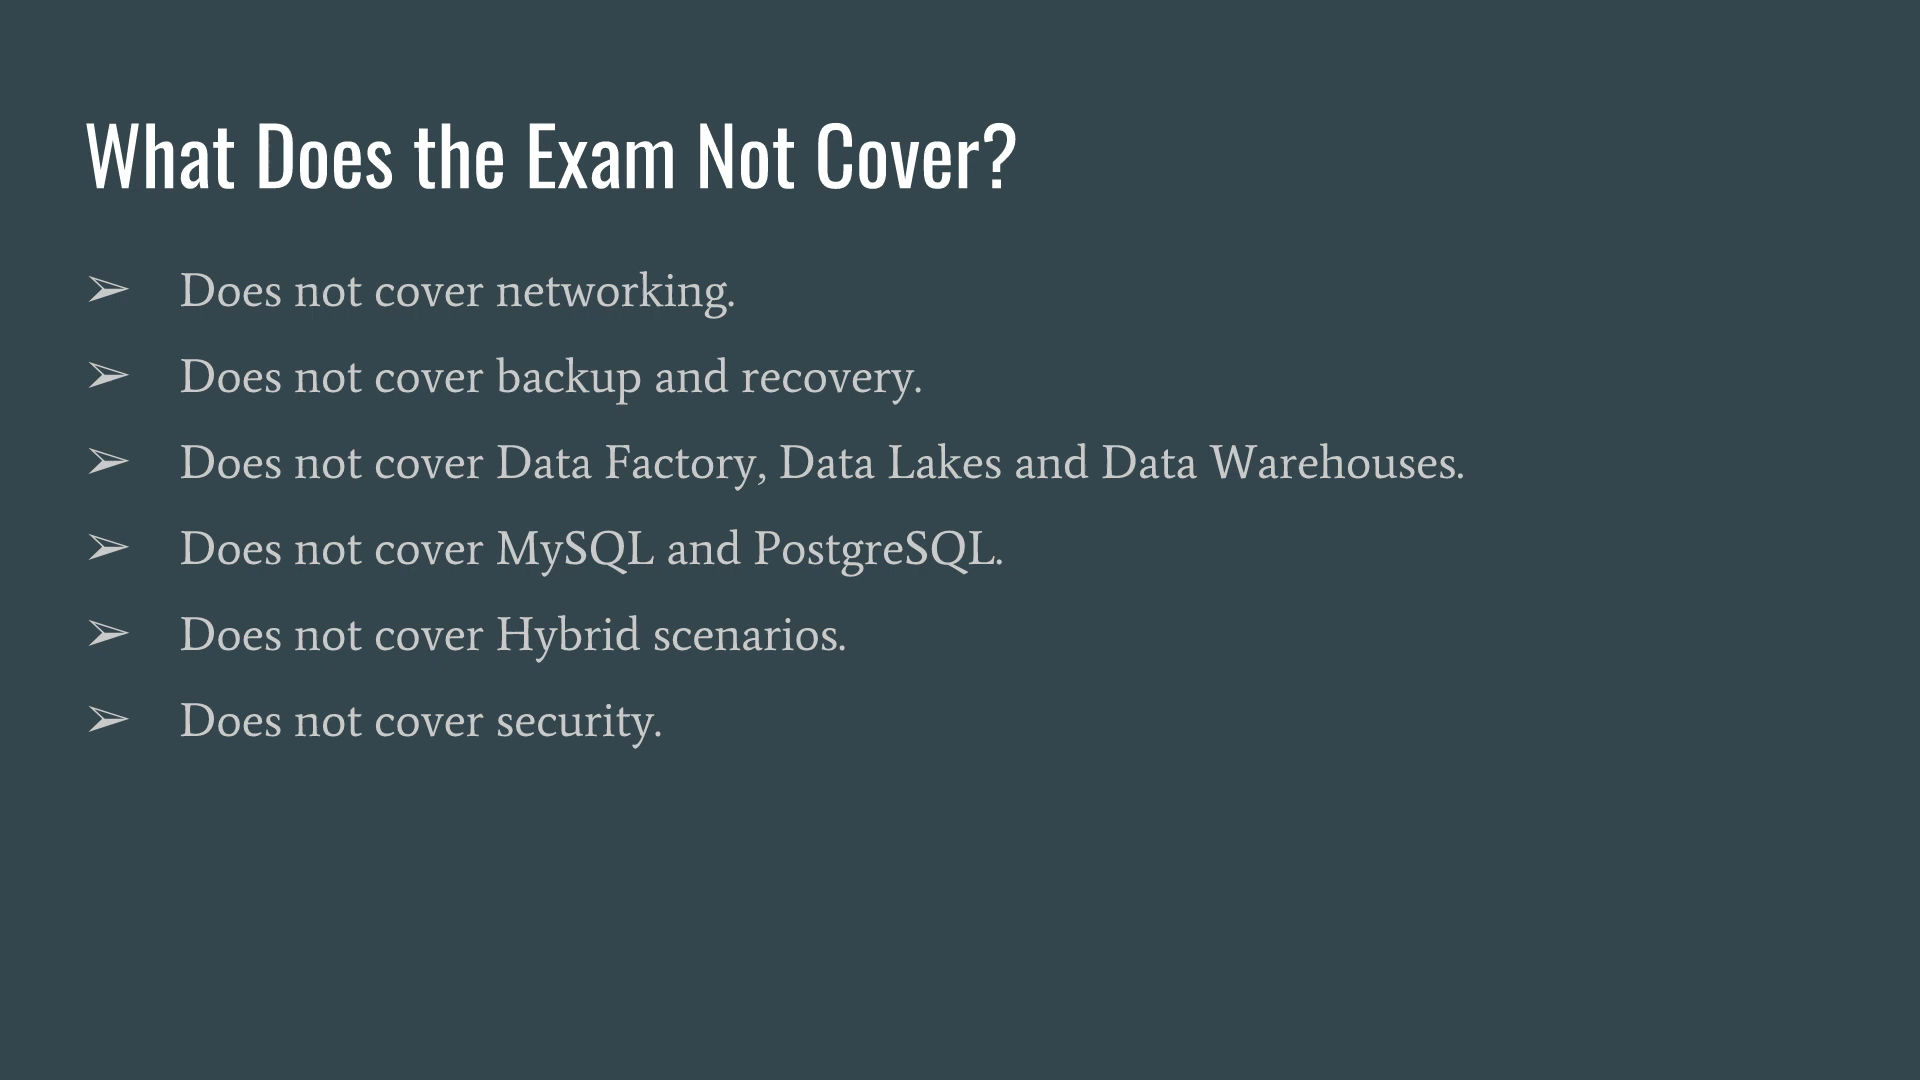 What Does the Exam Not Cover?
➢ Does not cover networking.
➢ Does not cover backup and recovery.
➢ Does not cover Data Factory, Data Lakes and Data Warehouses.
➢ Does not cover MySQL and PostgreSQL.
➢ Does not cover Hybrid scenarios.
➢ Does not cover security.